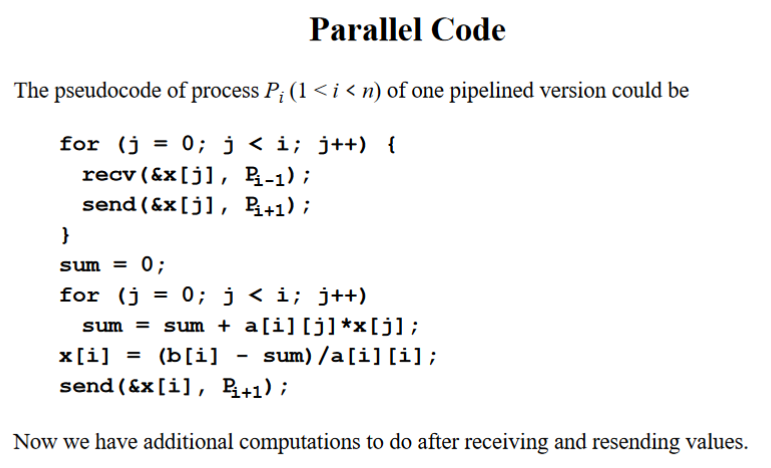 Parallel Code
The pseudocode of process Pi (1 < i < n) of one pipelined version could be
for (j = 0; j < i; j++) {
recv(&x[j], Pi-1);
send(&x[j], Pi+1);
}
sum = 0;
for (j = 0; j < i; j++)
sum = sum + a[i][j]*x[j];
x[i] = (b[i] - sum)/a[i][i];
send(&x[i], Pi+1);
Now we have additional computations to do after receiving and resending values.